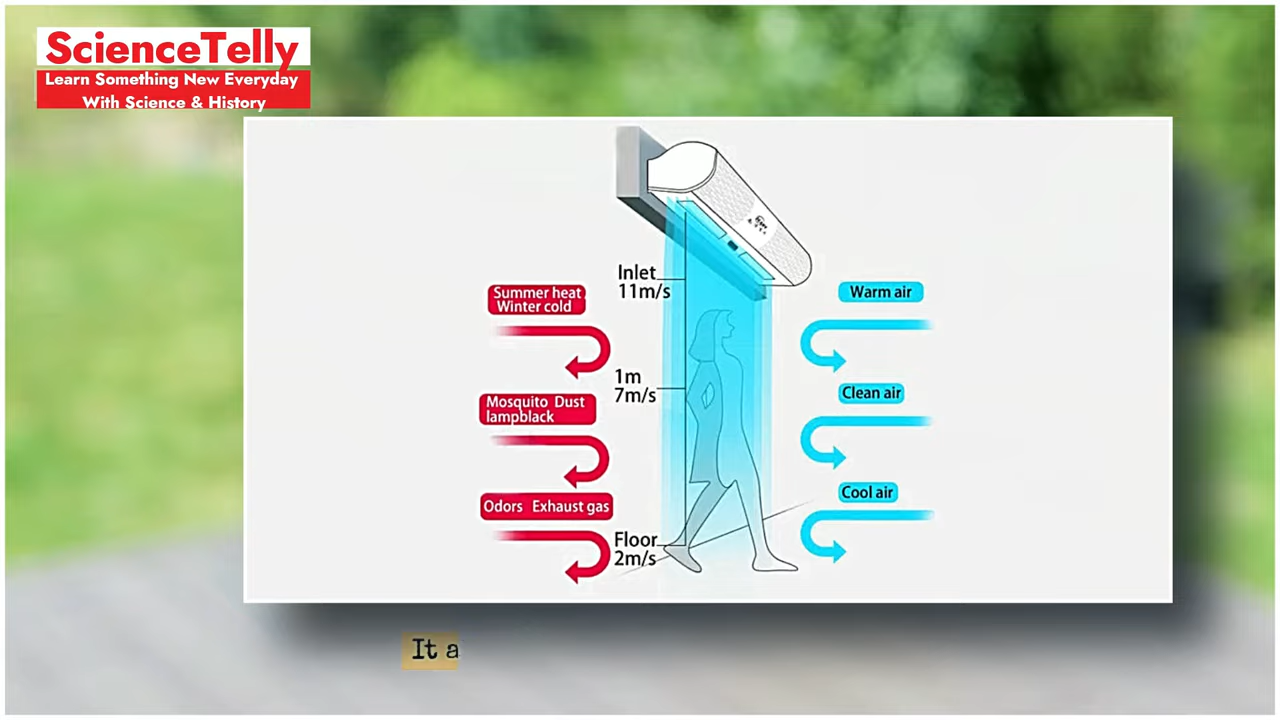 ScienceTelly
Learn Something New Everyday
With Science & History
Inlet
11m/s
Summer heat
Winter cold
Warm air
1m
7m/s
Mosquito Dust
lampblack
Clean air
Odors Exhaust gas
Cool air
Floor
2m/s
It a